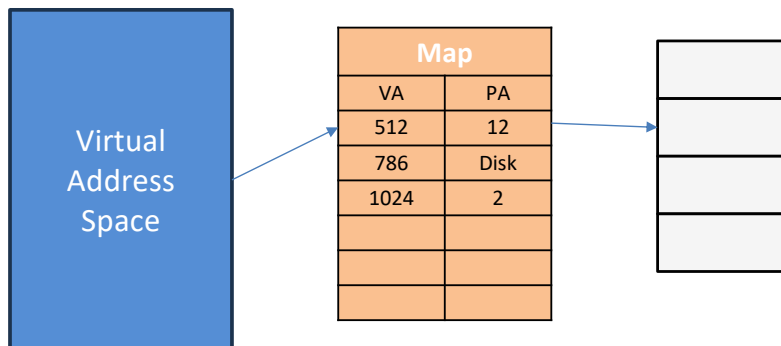 Virtual
Address
Space
Map
VA PA
512 12
786 Disk
1024 2